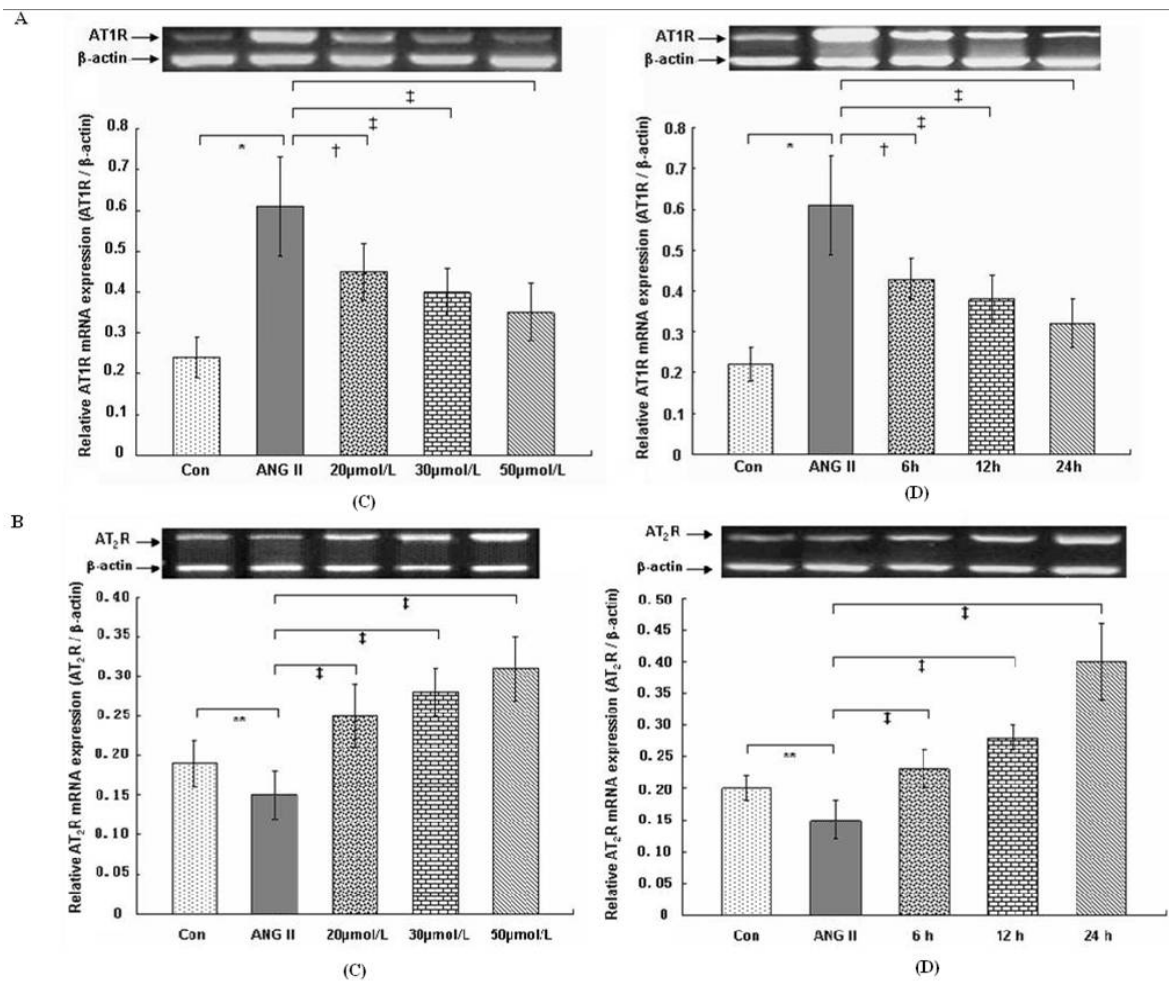 A
AT1R
β-actin
‡
‡
*
†
Relative AT1R mRNA expression (AT1R / β-actin)
0.8
0.7
0.6
0.5
0.4
0.3
0.2
0.1
0
Con ANG II 20μmol/L 30μmol/L 50μmol/L
(C)
AT1R
β-actin
‡
‡
*
†
Relative AT1R mRNA expression (AT1R / β-actin)
0.8
0.7
0.6
0.5
0.4
0.3
0.2
0.1
0
Con ANG II 6h 12h 24h
(D)
B
AT₂R
β-actin
‡
‡
‡
**
Relative AT₂R mRNA expression (AT₂R / β-actin)
0.40
0.35
0.30
0.25
0.20
0.15
0.10
0.05
0
Con ANG II 20μmol/L 30μmol/L 50μmol/L
(C)
AT₂R
β-actin
‡
‡
‡
**
Relative AT₂R mRNA expression (AT₂R / β-actin)
0.50
0.45
0.40
0.35
0.30
0.25
0.20
0.15
0.10
0.05
0
Con ANG II 6 h 12 h 24 h
(D)